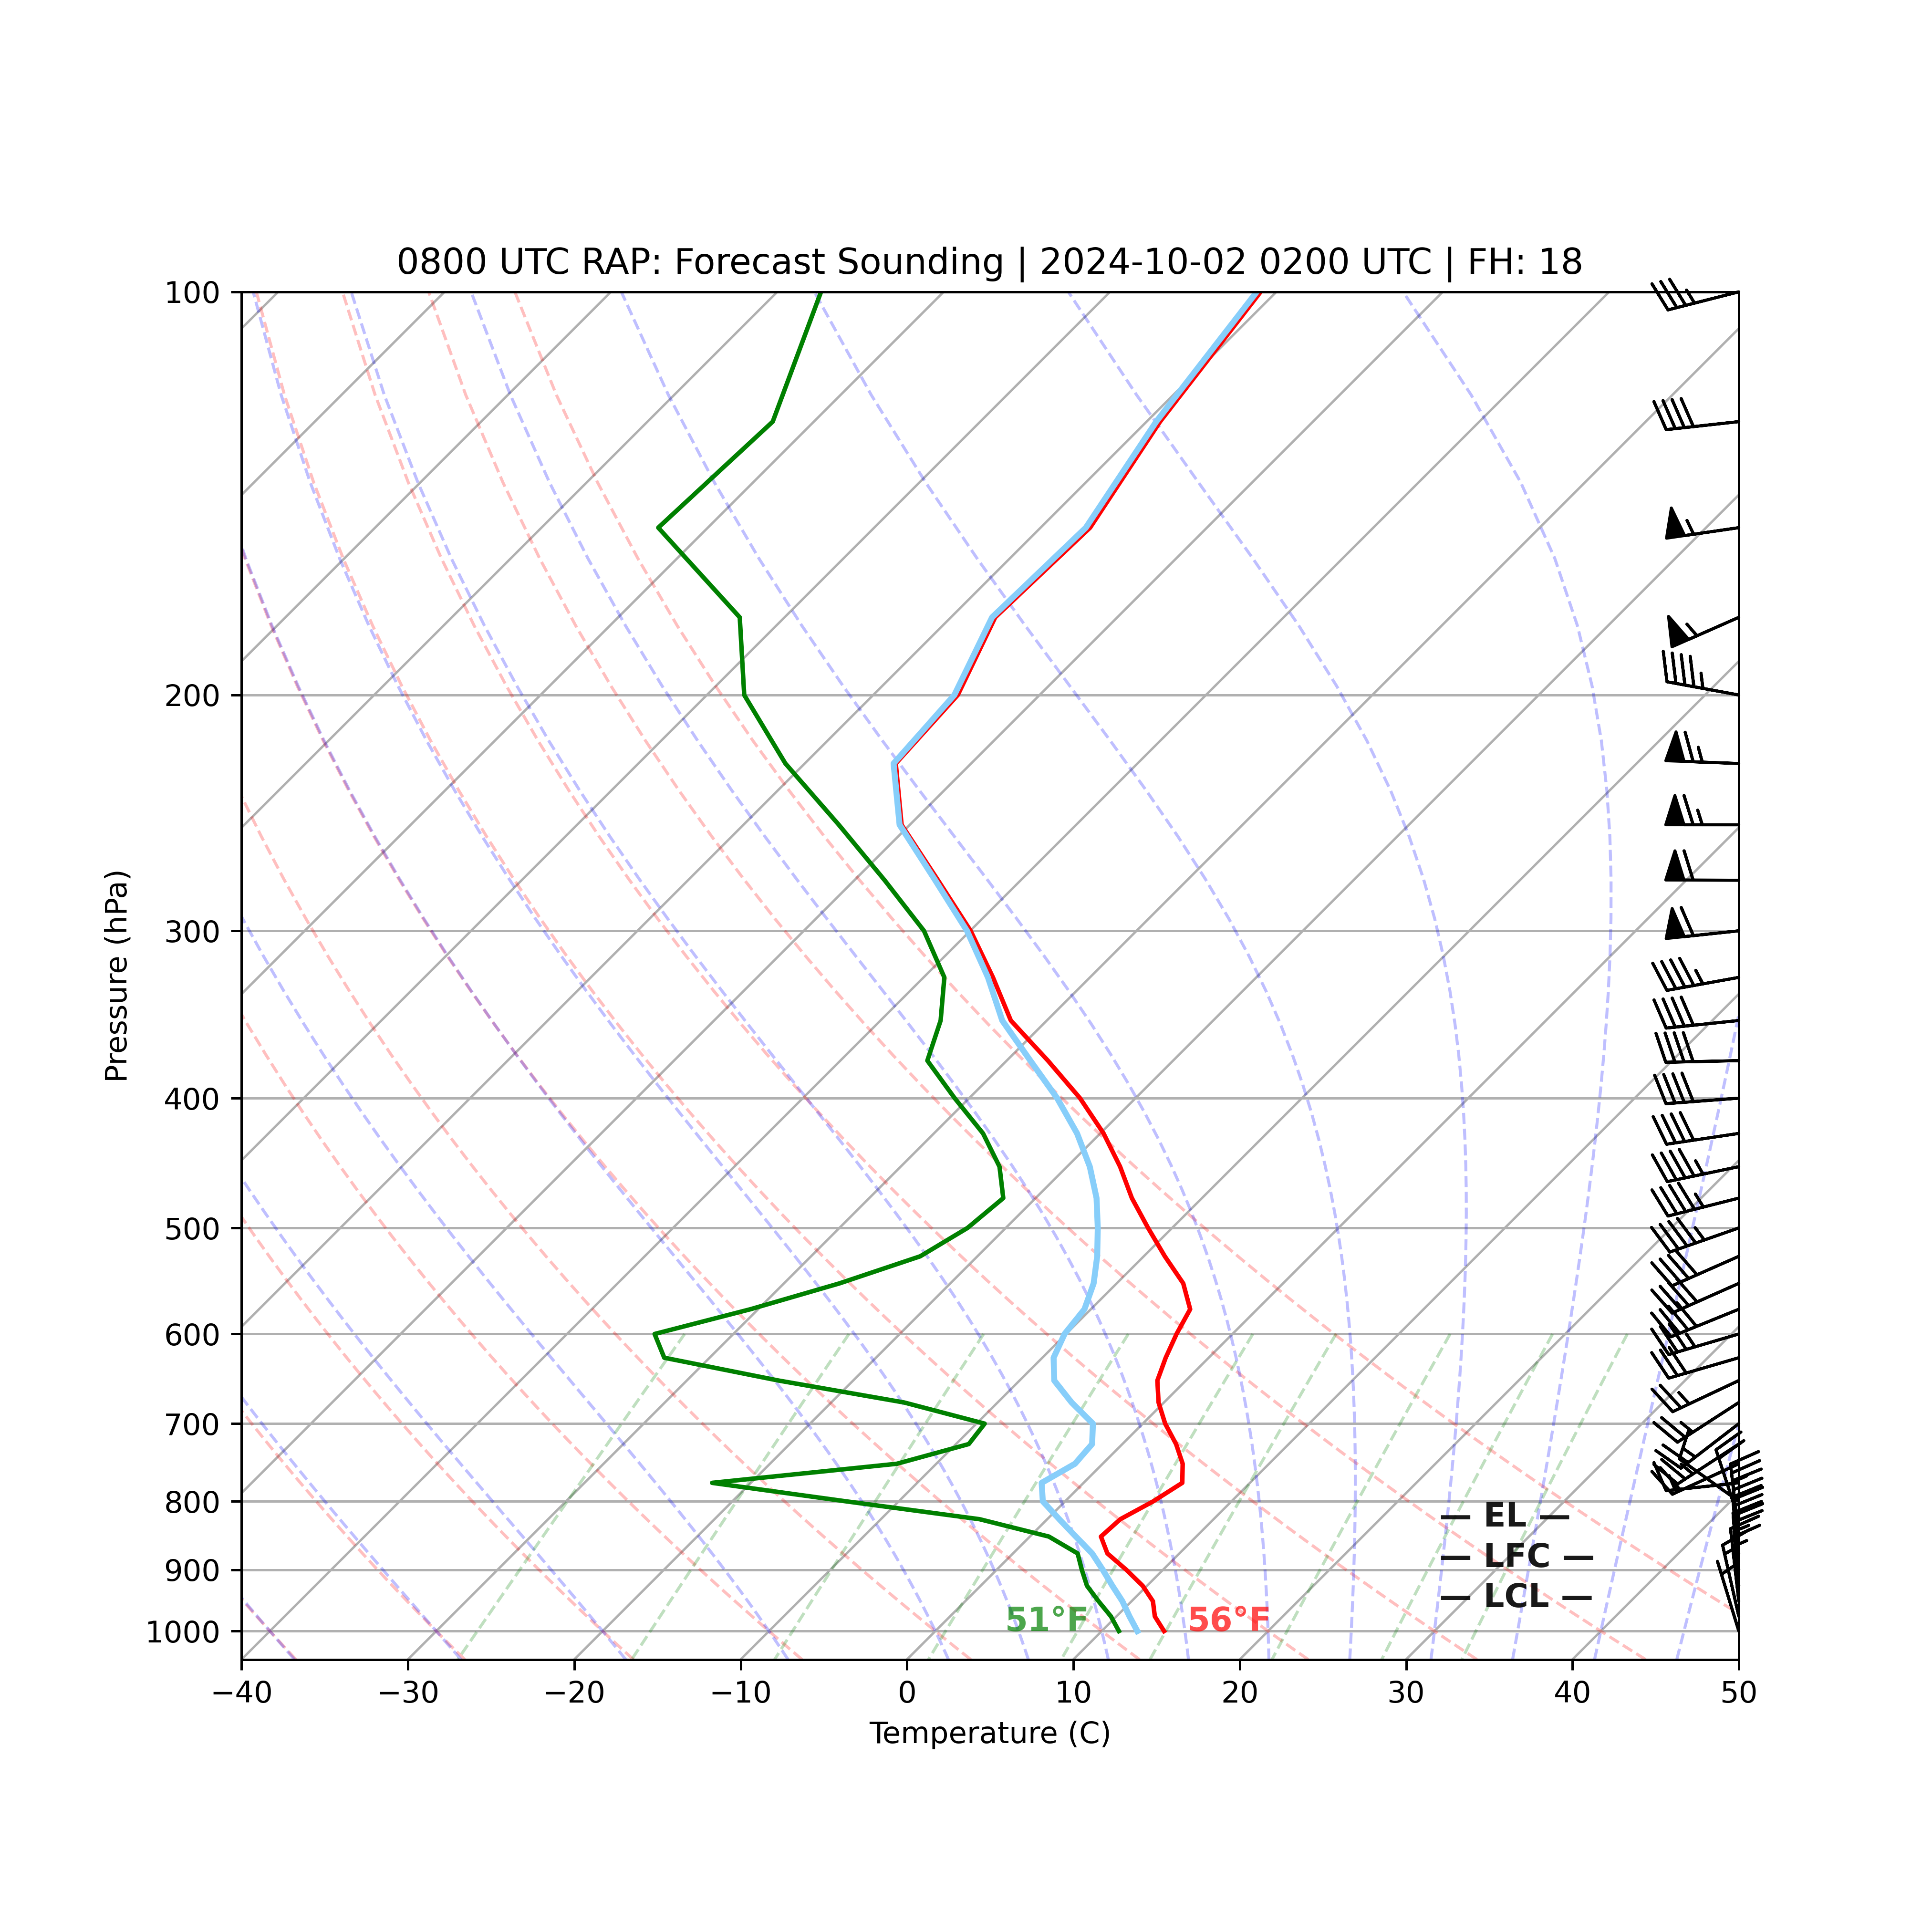 0800 UTC RAP: Forecast Sounding | 2024-10-02 0200 UTC | FH: 18
100
200
300
400
500
600
700
800
900
1000
Pressure (hPa)
— EL —
— LFC —
— LCL —
51°F
56°F
−40 −30 −20 −10 0 10 20 30 40 50
Temperature (C)